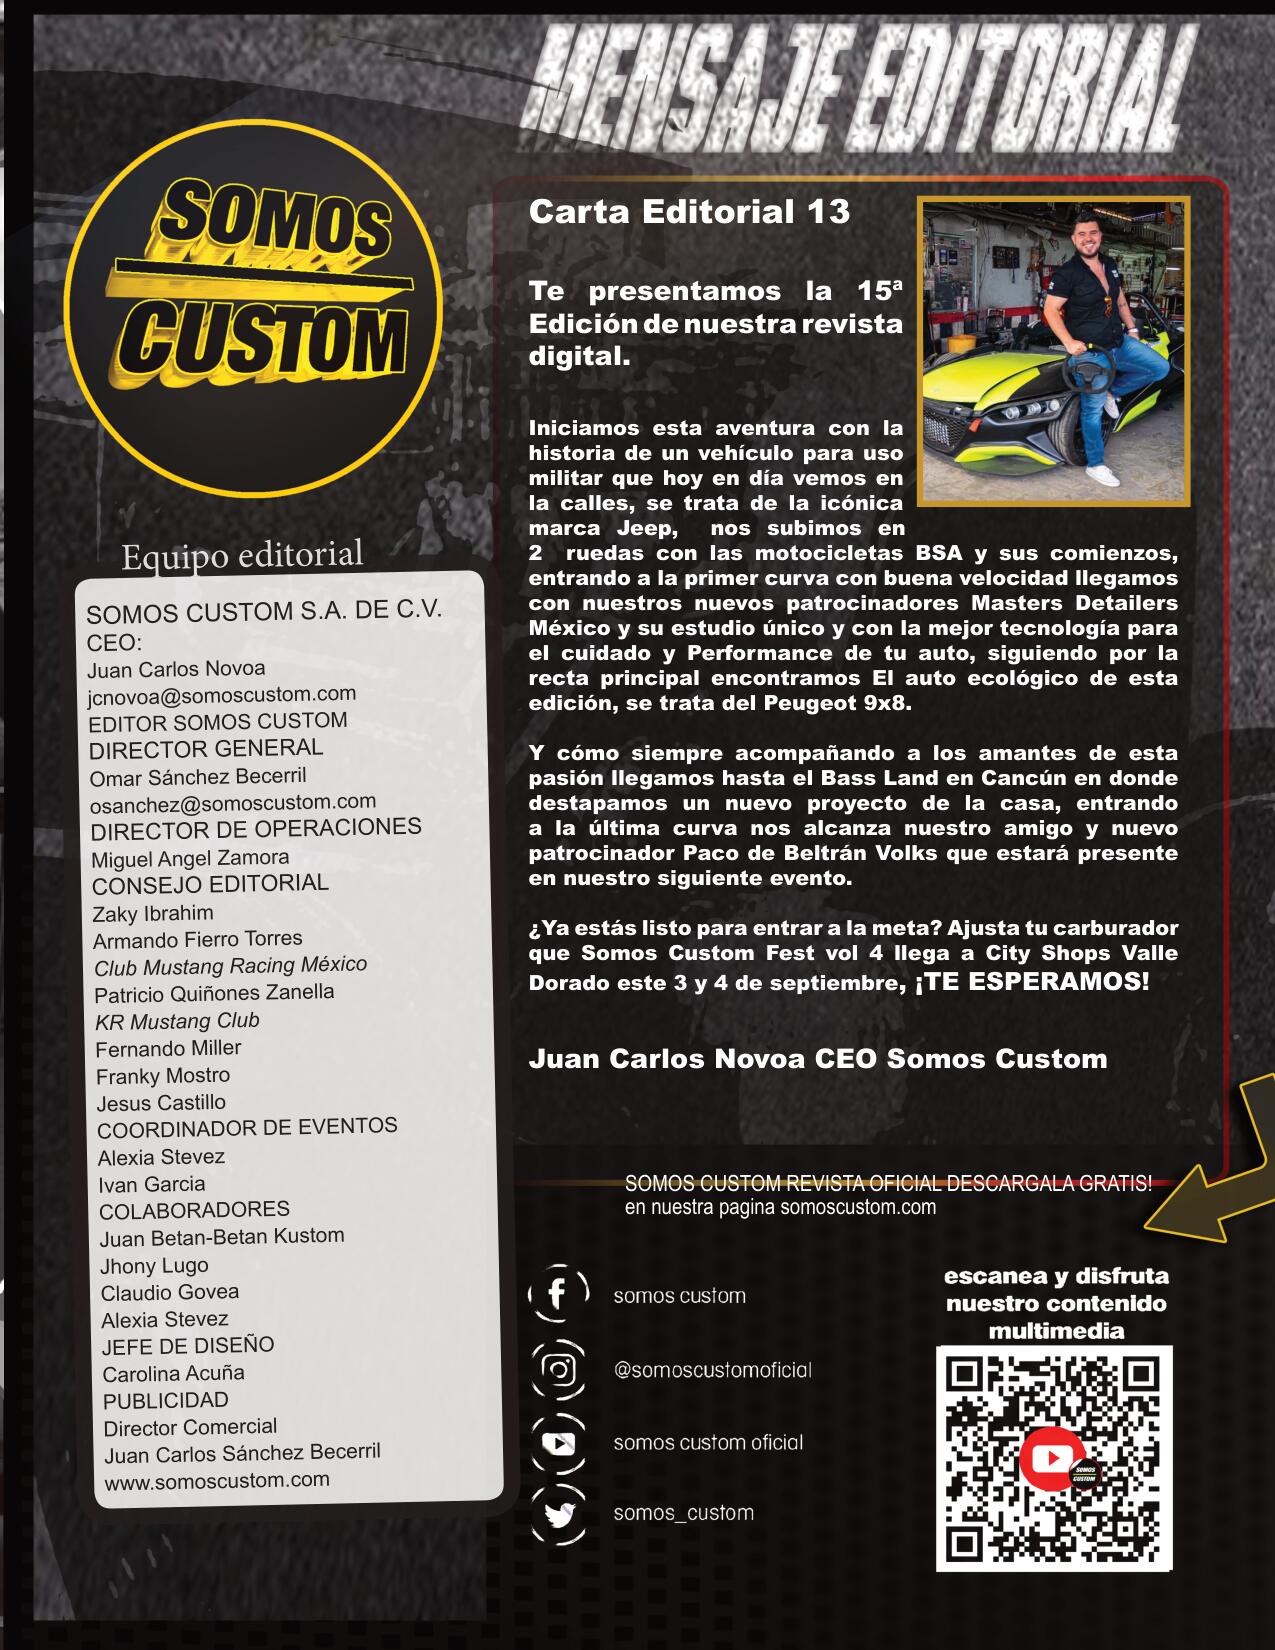 MENSAJE EDITORIAL
SOMOS
CUSTOM
Equipo editorial
SOMOS CUSTOM S.A. DE C.V.
CEO:
Juan Carlos Novoa
jcnovoa@somoscustom.com
EDITOR SOMOS CUSTOM
DIRECTOR GENERAL
Omar Sánchez Becerril
osanchez@somoscustom.com
DIRECTOR DE OPERACIONES
Miguel Angel Zamora
CONSEJO EDITORIAL
Zaky Ibrahim
Armando Fierro Torres
Club Mustang Racing México
Patricio Quiñones Zanella
KR Mustang Club
Fernando Miller
Franky Mostro
Jesus Castillo
COORDINADOR DE EVENTOS
Alexia Stevez
Ivan Garcia
COLABORADORES
Juan Betan-Betan Kustom
Jhony Lugo
Claudio Govea
Alexia Stevez
JEFE DE DISEÑO
Carolina Acuña
PUBLICIDAD
Director Comercial
Juan Carlos Sánchez Becerril
www.somoscustom.com
Carta Editorial 13
Te presentamos la 15ª
Edición de nuestra revista
digital.
Iniciamos esta aventura con la
historia de un vehículo para uso
militar que hoy en día vemos en
la calles, se trata de la icónica
marca Jeep, nos subimos en
2 ruedas con las motocicletas BSA y sus comienzos,
entrando a la primer curva con buena velocidad llegamos
con nuestros nuevos patrocinadores Masters Detailers
México y su estudio único y con la mejor tecnología para
el cuidado y Performance de tu auto, siguiendo por la
recta principal encontramos El auto ecológico de esta
edición, se trata del Peugeot 9x8.
Y cómo siempre acompañando a los amantes de esta
pasión llegamos hasta el Bass Land en Cancún en donde
destapamos un nuevo proyecto de la casa, entrando
a la última curva nos alcanza nuestro amigo y nuevo
patrocinador Paco de Beltrán Volks que estará presente
en nuestro siguiente evento.
¿Ya estás listo para entrar a la meta? Ajusta tu carburador
que Somos Custom Fest vol 4 llega a City Shops Valle
Dorado este 3 y 4 de septiembre, ¡TE ESPERAMOS!
Juan Carlos Novoa CEO Somos Custom
SOMOS CUSTOM REVISTA OFICIAL DESCARGALA GRATIS!
en nuestra pagina somoscustom.com
somos custom
@somoscustomoficial
somos custom oficial
somos_custom
escanea y disfruta
nuestro contenido
multimedia
SOMOS
CUSTOM